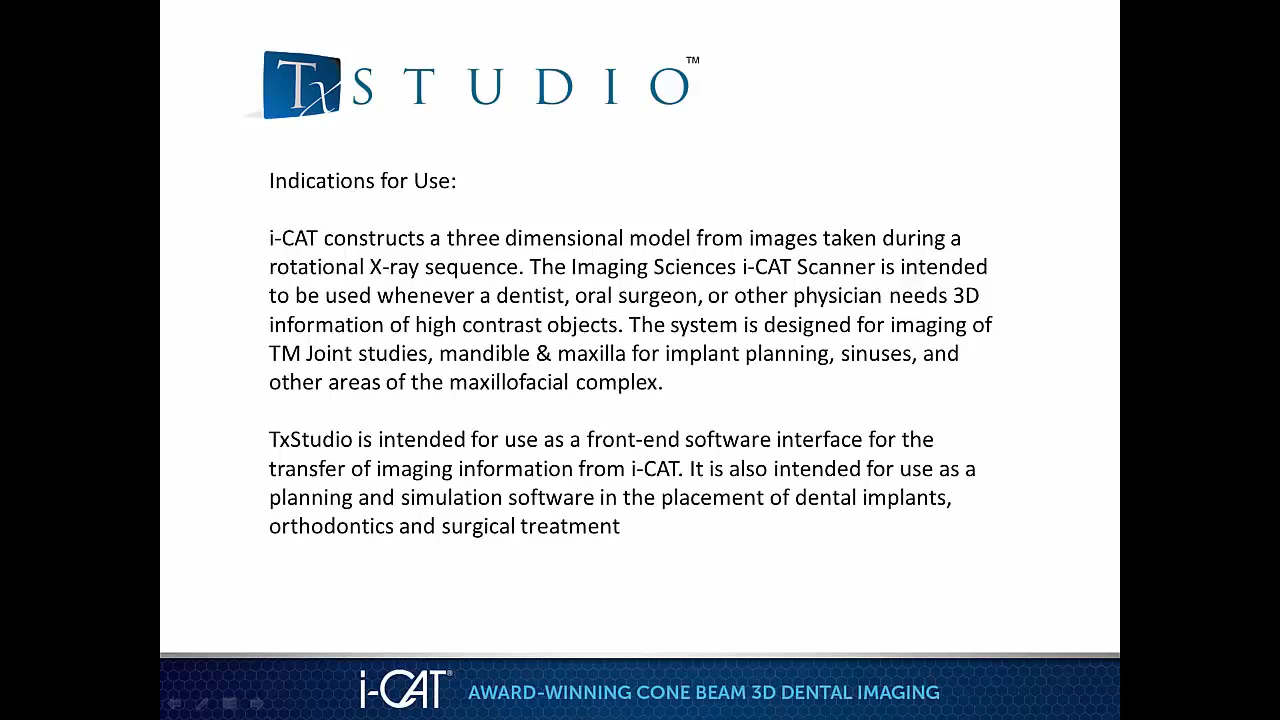 Tx STUDIO™
Indications for Use:
i-CAT constructs a three dimensional model from images taken during a
rotational X-ray sequence. The Imaging Sciences i-CAT Scanner is intended
to be used whenever a dentist, oral surgeon, or other physician needs 3D
information of high contrast objects. The system is designed for imaging of
TM Joint studies, mandible & maxilla for implant planning, sinuses, and
other areas of the maxillofacial complex.
TxStudio is intended for use as a front-end software interface for the
transfer of imaging information from i-CAT. It is also intended for use as a
planning and simulation software in the placement of dental implants,
orthodontics and surgical treatment
i-CAT® AWARD-WINNING CONE BEAM 3D DENTAL IMAGING